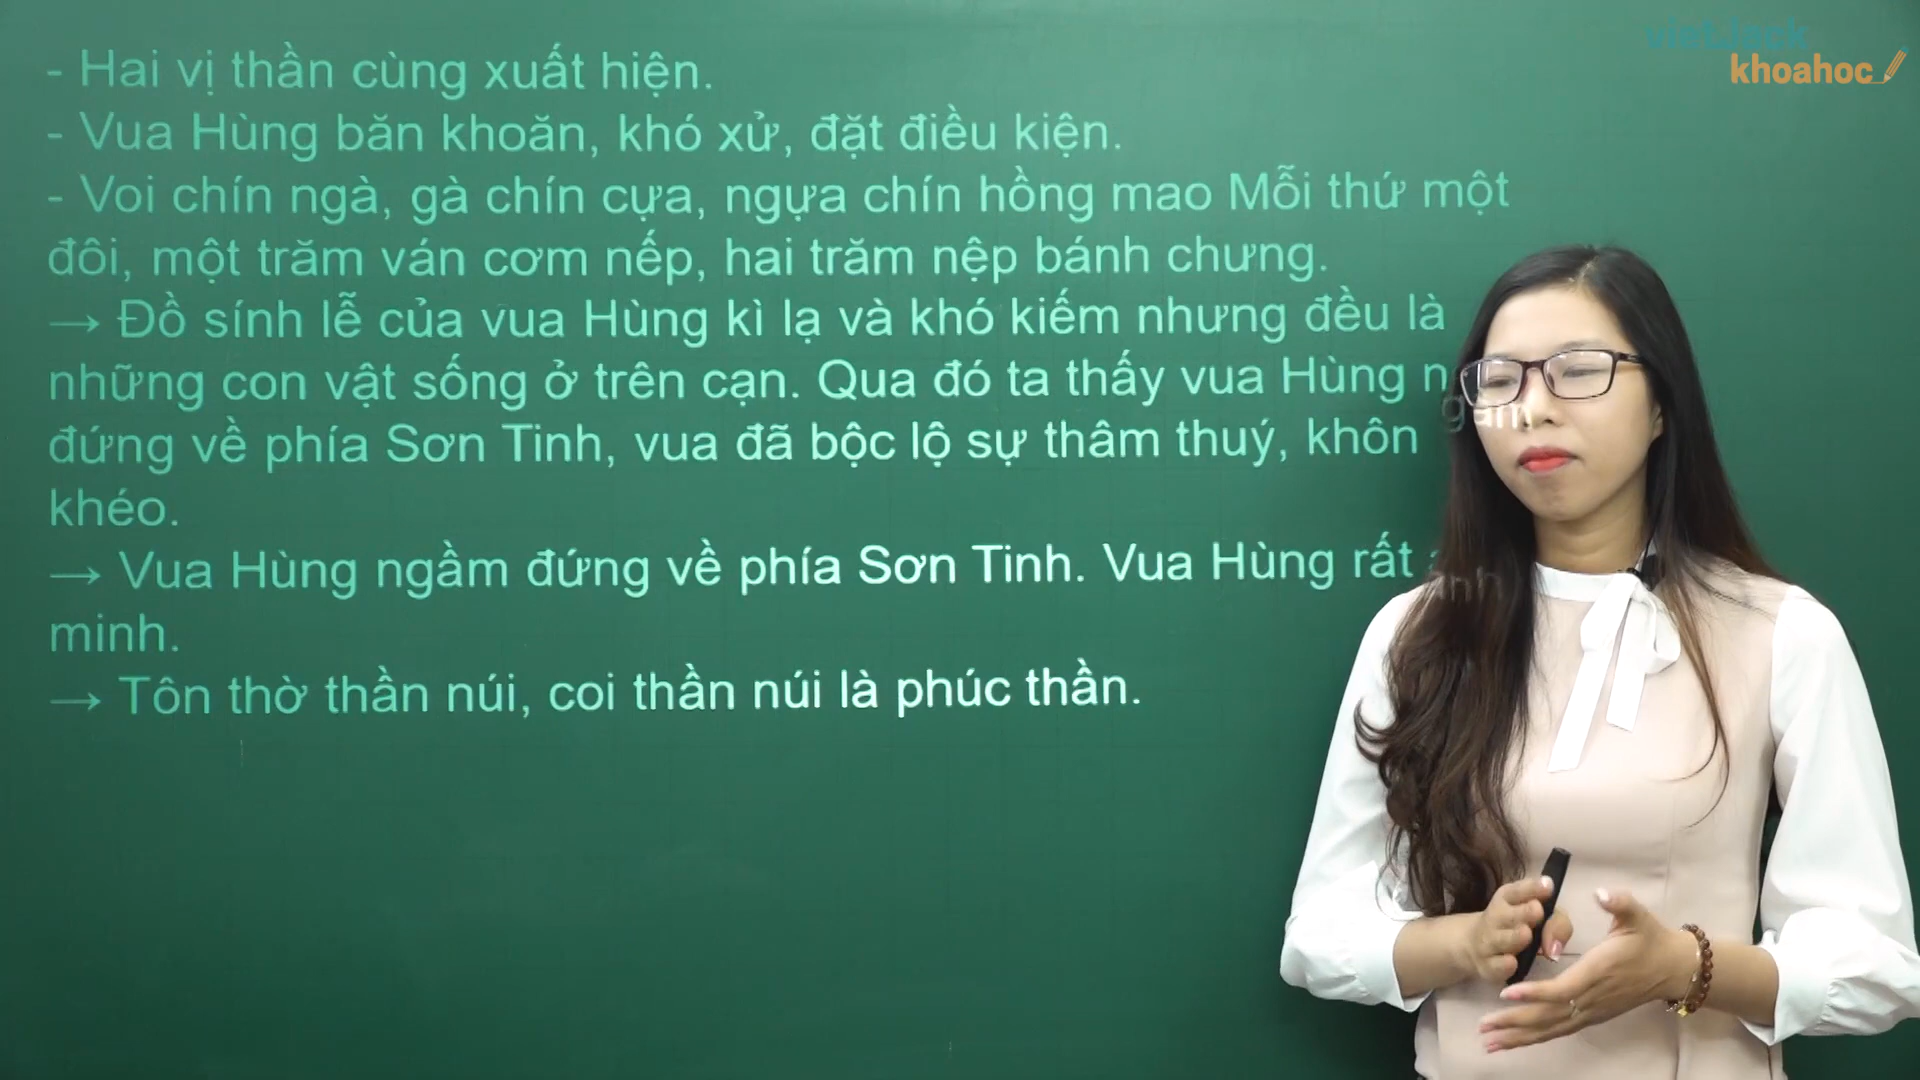 vietJack
khoahoc
- Hai vị thần cùng xuất hiện.
- Vua Hùng băn khoăn, khó xử, đặt điều kiện.
- Voi chín ngà, gà chín cựa, ngựa chín hồng mao Mỗi thứ một
đôi, một trăm ván cơm nếp, hai trăm nệp bánh chưng.
→ Đồ sính lễ của vua Hùng kì lạ và khó kiếm nhưng đều là
những con vật sống ở trên cạn. Qua đó ta thấy vua Hùng ngầm
đứng về phía Sơn Tinh, vua đã bộc lộ sự thâm thuý, khôn
khéo.
→ Vua Hùng ngầm đứng về phía Sơn Tinh. Vua Hùng rất anh
minh.
→ Tôn thờ thần núi, coi thần núi là phúc thần.